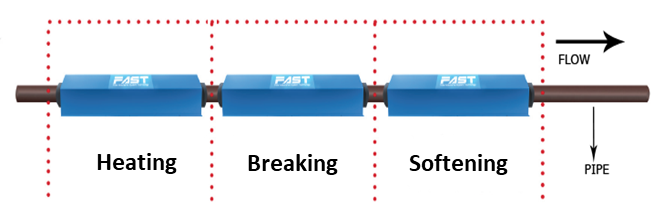 FLOW
FAST
FAST
FAST
Heating
Breaking
Softening
PIPE